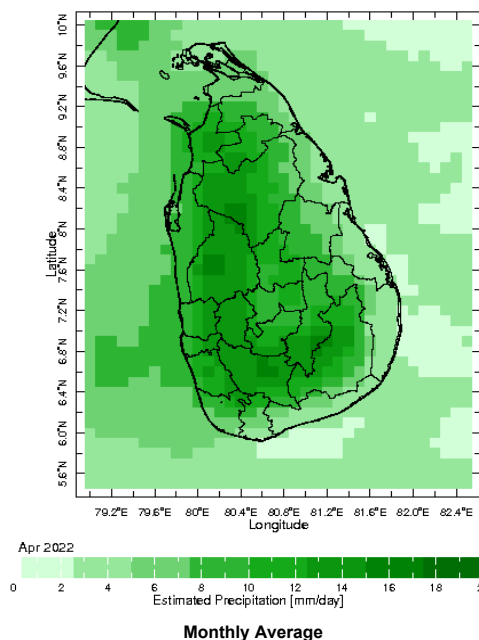 10°N
9.6°N
9.2°N
8.8°N
8.4°N
8°N
7.6°N
7.2°N
6.8°N
6.4°N
6.0°N
5.6°N
Latitude
79.2°E 79.6°E 80°E 80.4°E 80.8°E 81.2°E 81.6°E 82.0°E 82.4°E
Longitude
Apr 2022
0 2 4 6 8 10 12 14 16 18
Estimated Precipitation [mm/day]
Monthly Average